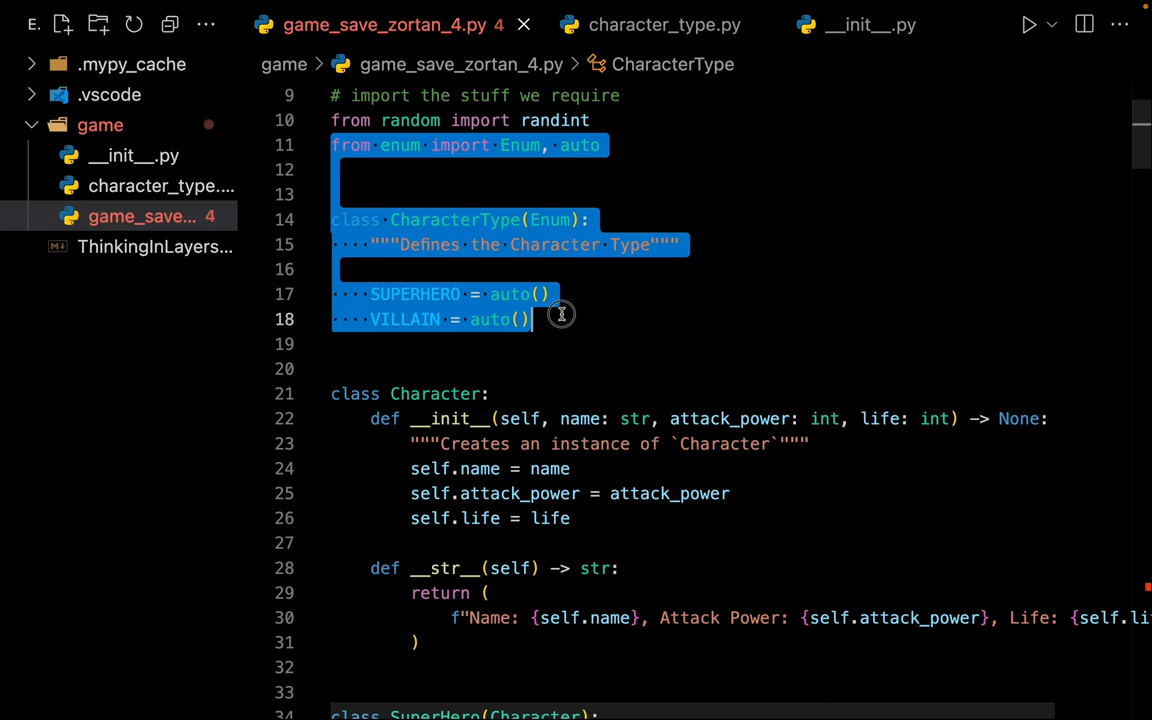 E. ...
game_save_zortan_4.py 4 ×
character_type.py
__init__.py
...
.mypy_cache
.vscode
game
__init__.py
character_type....
game_save... 4
ThinkingInLayers...
game > game_save_zortan_4.py > CharacterType
9 # import the stuff we require
10 from random import randint
11 from enum import Enum, auto
12
13
14 class CharacterType(Enum):
15 """Defines the Character Type"""
16
17 SUPERHERO = auto()
18 VILLAIN = auto()
19
20
21 class Character:
22 def __init__(self, name: str, attack_power: int, life: int) -> None:
23 """Creates an instance of `Character`"""
24 self.name = name
25 self.attack_power = attack_power
26 self.life = life
27
28 def __str__(self) -> str:
29 return (
30 f"Name: {self.name}, Attack Power: {self.attack_power}, Life: {self.li
31 )
32
33
34 class SuperHero(Character):